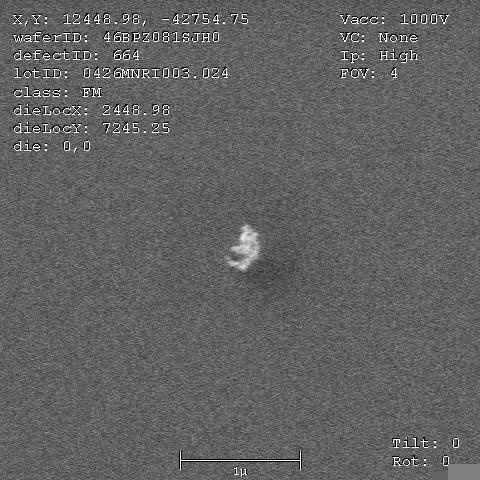 X,Y: 12448.98, -42754.75
waferID: 46BPZ081SJH0
defectID: 664
lotID: 0426MNRI003.024
class: FM
dieLocX: 2448.98
dieLocY: 7245.25
die: 0,0
Vacc: 1000V
VC: None
Ip: High
FOV: 4
Tilt: 0
Rot: 0
1µ